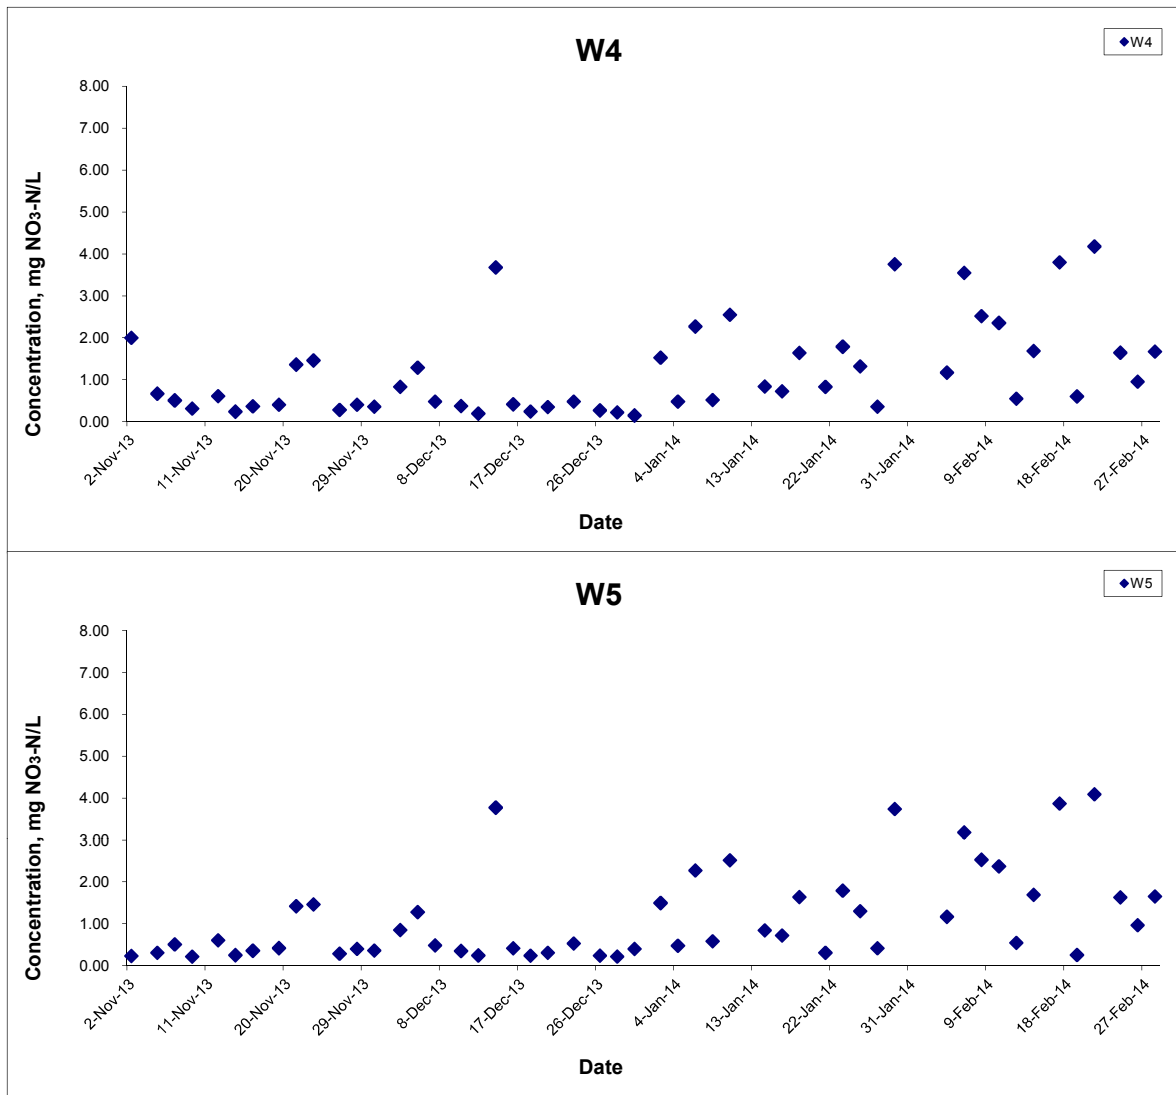 W4
W4
8.00
7.00
6.00
5.00
4.00
3.00
2.00
1.00
0.00
Concentration, mg NO₃-N/L
2-Nov-13
11-Nov-13
20-Nov-13
29-Nov-13
8-Dec-13
17-Dec-13
26-Dec-13
4-Jan-14
13-Jan-14
22-Jan-14
31-Jan-14
9-Feb-14
18-Feb-14
27-Feb-14
Date
W5
W5
8.00
7.00
6.00
5.00
4.00
3.00
2.00
1.00
0.00
Concentration, mg NO₃-N/L
2-Nov-13
11-Nov-13
20-Nov-13
29-Nov-13
8-Dec-13
17-Dec-13
26-Dec-13
4-Jan-14
13-Jan-14
22-Jan-14
31-Jan-14
9-Feb-14
18-Feb-14
27-Feb-14
Date